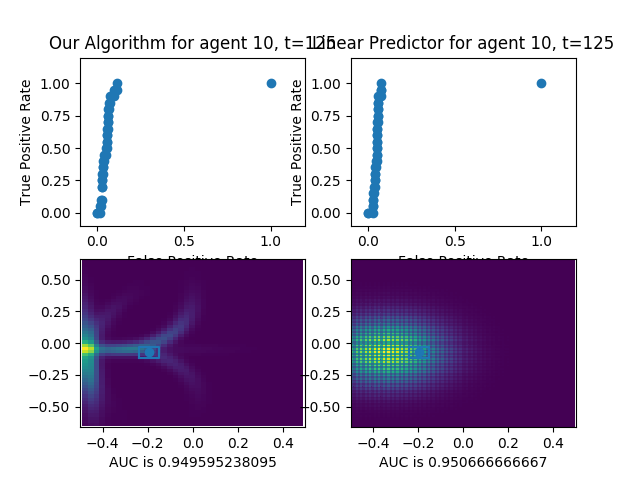 Our Algorithm for agent 10, t=125
Linear Predictor for agent 10, t=125
True Positive Rate
1.00
0.75
0.50
0.25
0.00
0.0 0.5 1.0
False Positive Rate
True Positive Rate
1.00
0.75
0.50
0.25
0.00
0.0 0.5 1.0
False Positive Rate
0.50
0.25
0.00
−0.25
−0.50
−0.4 −0.2 0.0 0.2 0.4
AUC is 0.949595238095
0.50
0.25
0.00
−0.25
−0.50
−0.4 −0.2 0.0 0.2 0.4
AUC is 0.950666666667